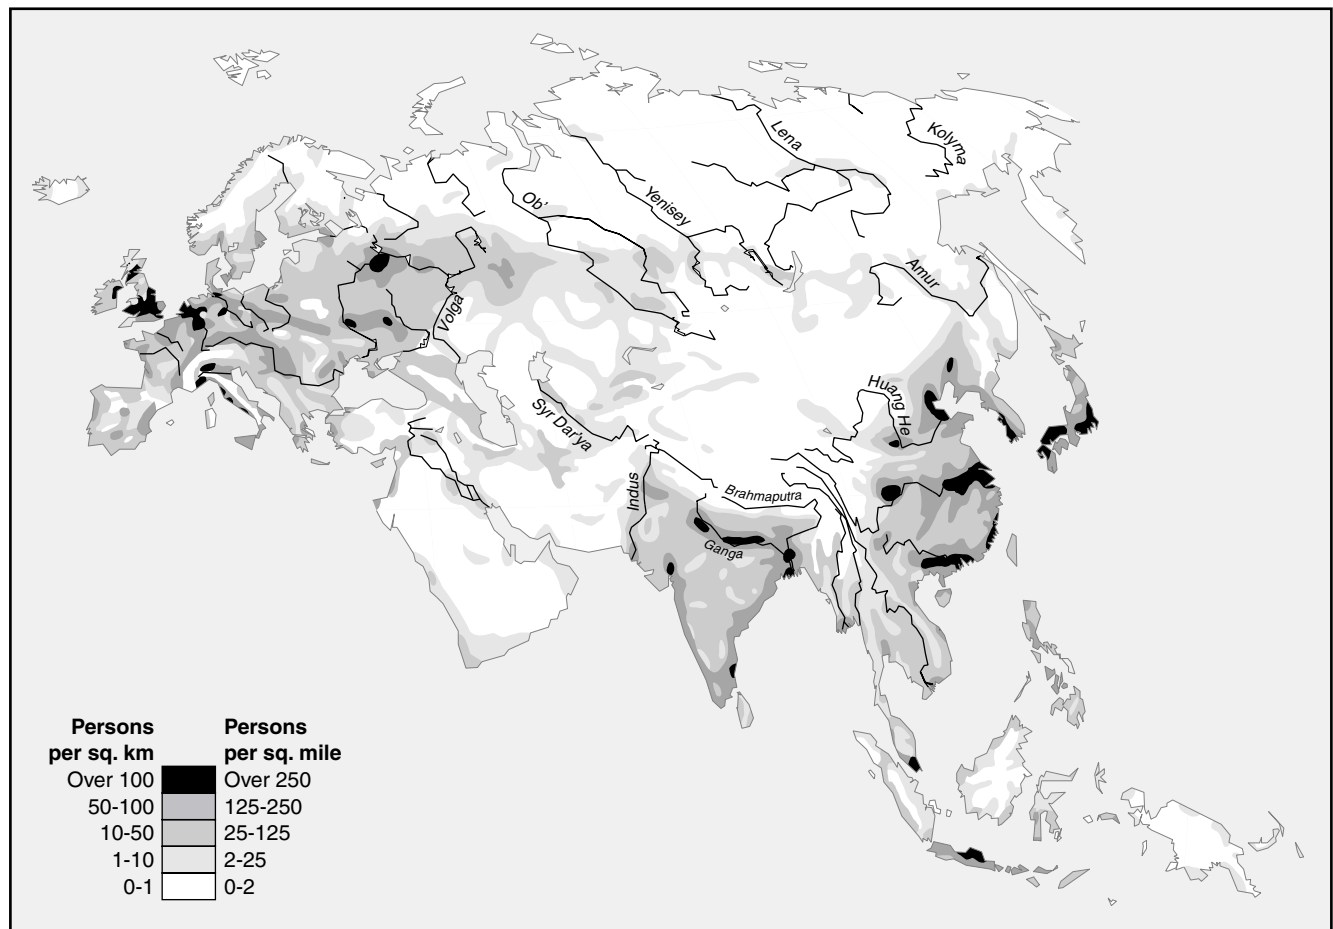 Lena
Kolyma
Ob'
Yenisey
Amur
Volga
Huang He
Syr Dar'ya
Indus
Brahmaputra
Ganga
Persons per sq. km
Persons per sq. mile
Over 100 Over 250
50-100 125-250
10-50 25-125
1-10 2-25
0-1 0-2